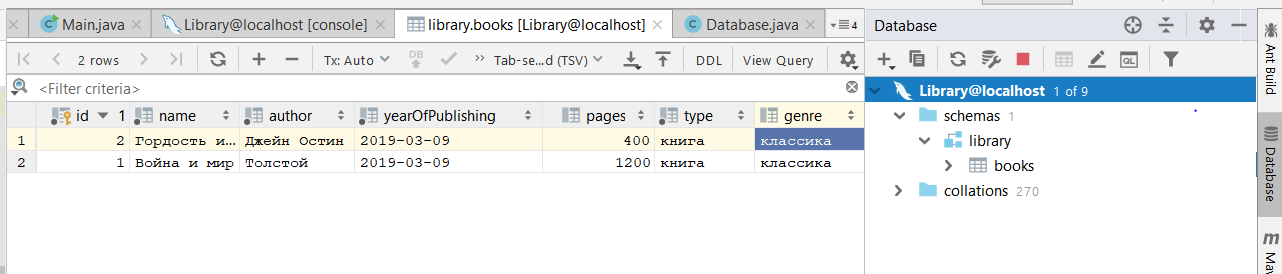 Main.java
Library@localhost [console]
library.books [Library@localhost]
Database.java
4
Database
2 rows
Tx: Auto
DB
Tab-se...d (TSV)
DDL
View Query
<Filter criteria>
id 1 name author yearOfPublishing pages type genre
1 2 Гордость и... Джейн Остин 2019-03-09 400 книга классика
2 1 Война и мир Толстой 2019-03-09 1200 книга классика
QL
Library@localhost 1 of 9
schemas 1
library
books
collations 270
Ant Build
Database
m